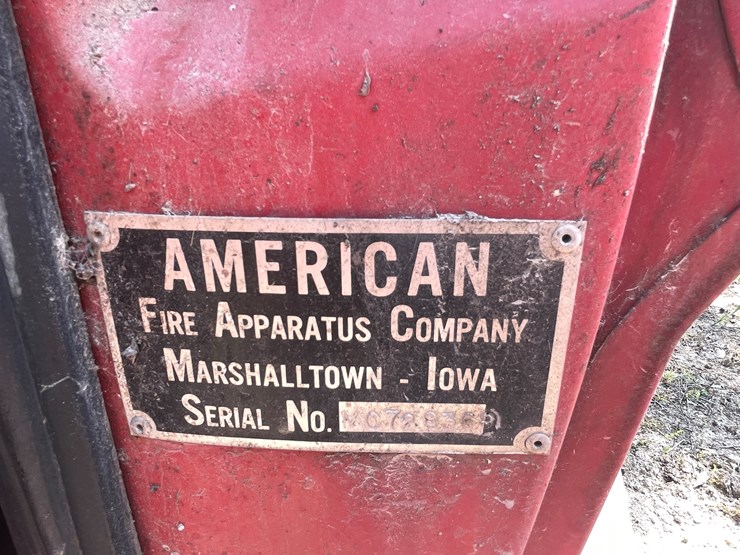 AMERICAN
FIRE APPARATUS COMPANY
MARSHALLTOWN - IOWA
SERIAL NO.